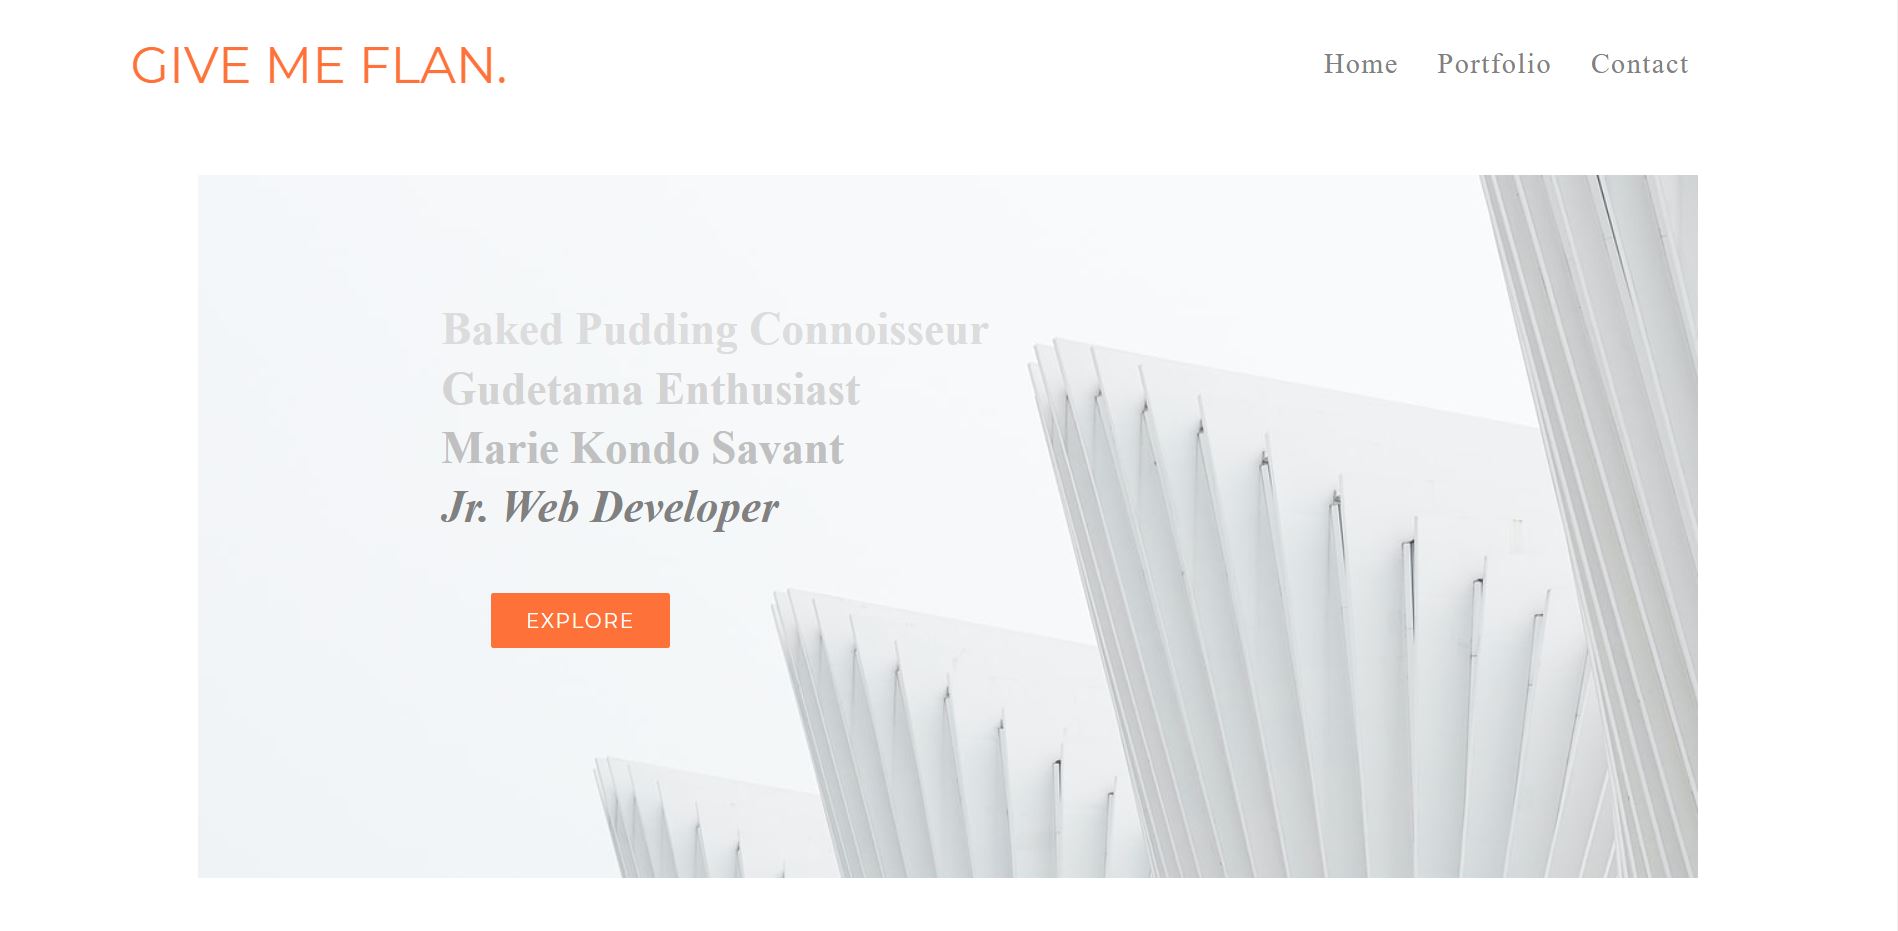 GIVE ME FLAN.
Home Portfolio Contact
Baked Pudding Connoisseur
Gudetama Enthusiast
Marie Kondo Savant
Jr. Web Developer
EXPLORE